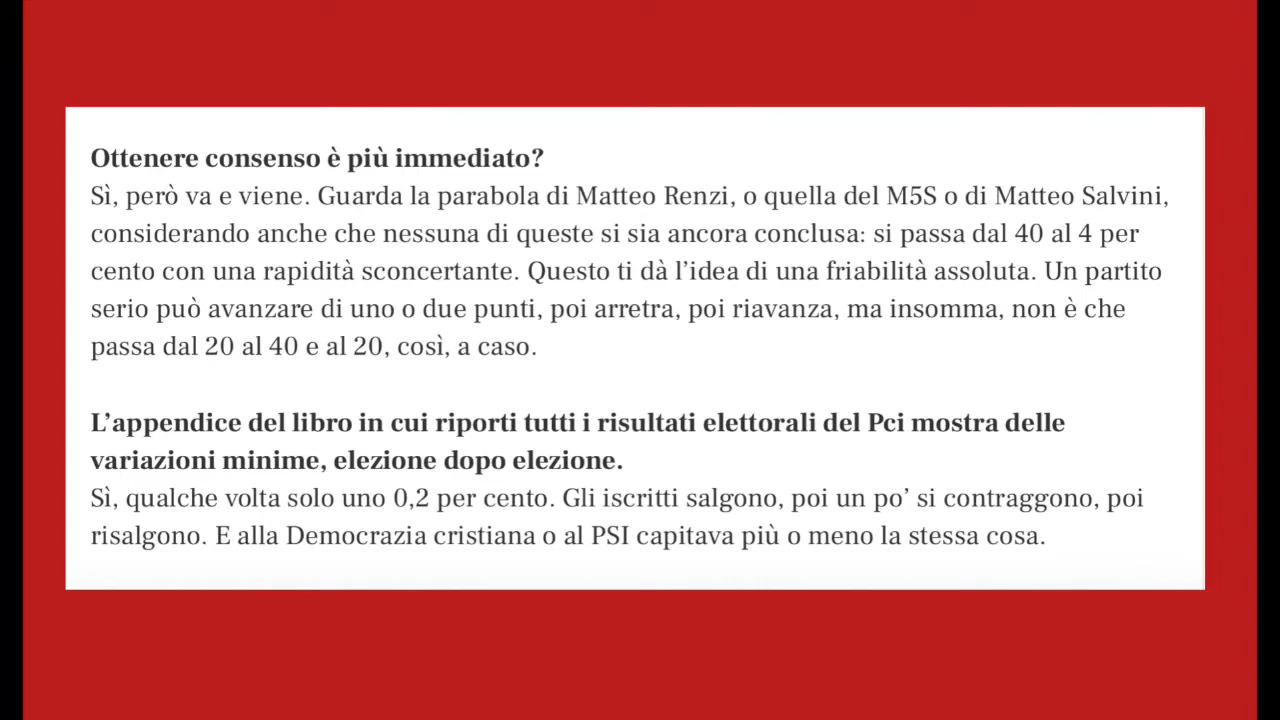 Ottenere consenso è più immediato?
Sì, però va e viene. Guarda la parabola di Matteo Renzi, o quella del M5S o di Matteo Salvini,
considerando anche che nessuna di queste si sia ancora conclusa: si passa dal 40 al 4 per
cento con una rapidità sconcertante. Questo ti dà l’idea di una friabilità assoluta. Un partito
serio può avanzare di uno o due punti, poi arretra, poi riavanza, ma insomma, non è che
passa dal 20 al 40 e al 20, così, a caso.
L’appendice del libro in cui riporti tutti i risultati elettorali del Pci mostra delle
variazioni minime, elezione dopo elezione.
Sì, qualche volta solo uno 0,2 per cento. Gli iscritti salgono, poi un po’ si contraggono, poi
risalgono. E alla Democrazia cristiana o al PSI capitava più o meno la stessa cosa.